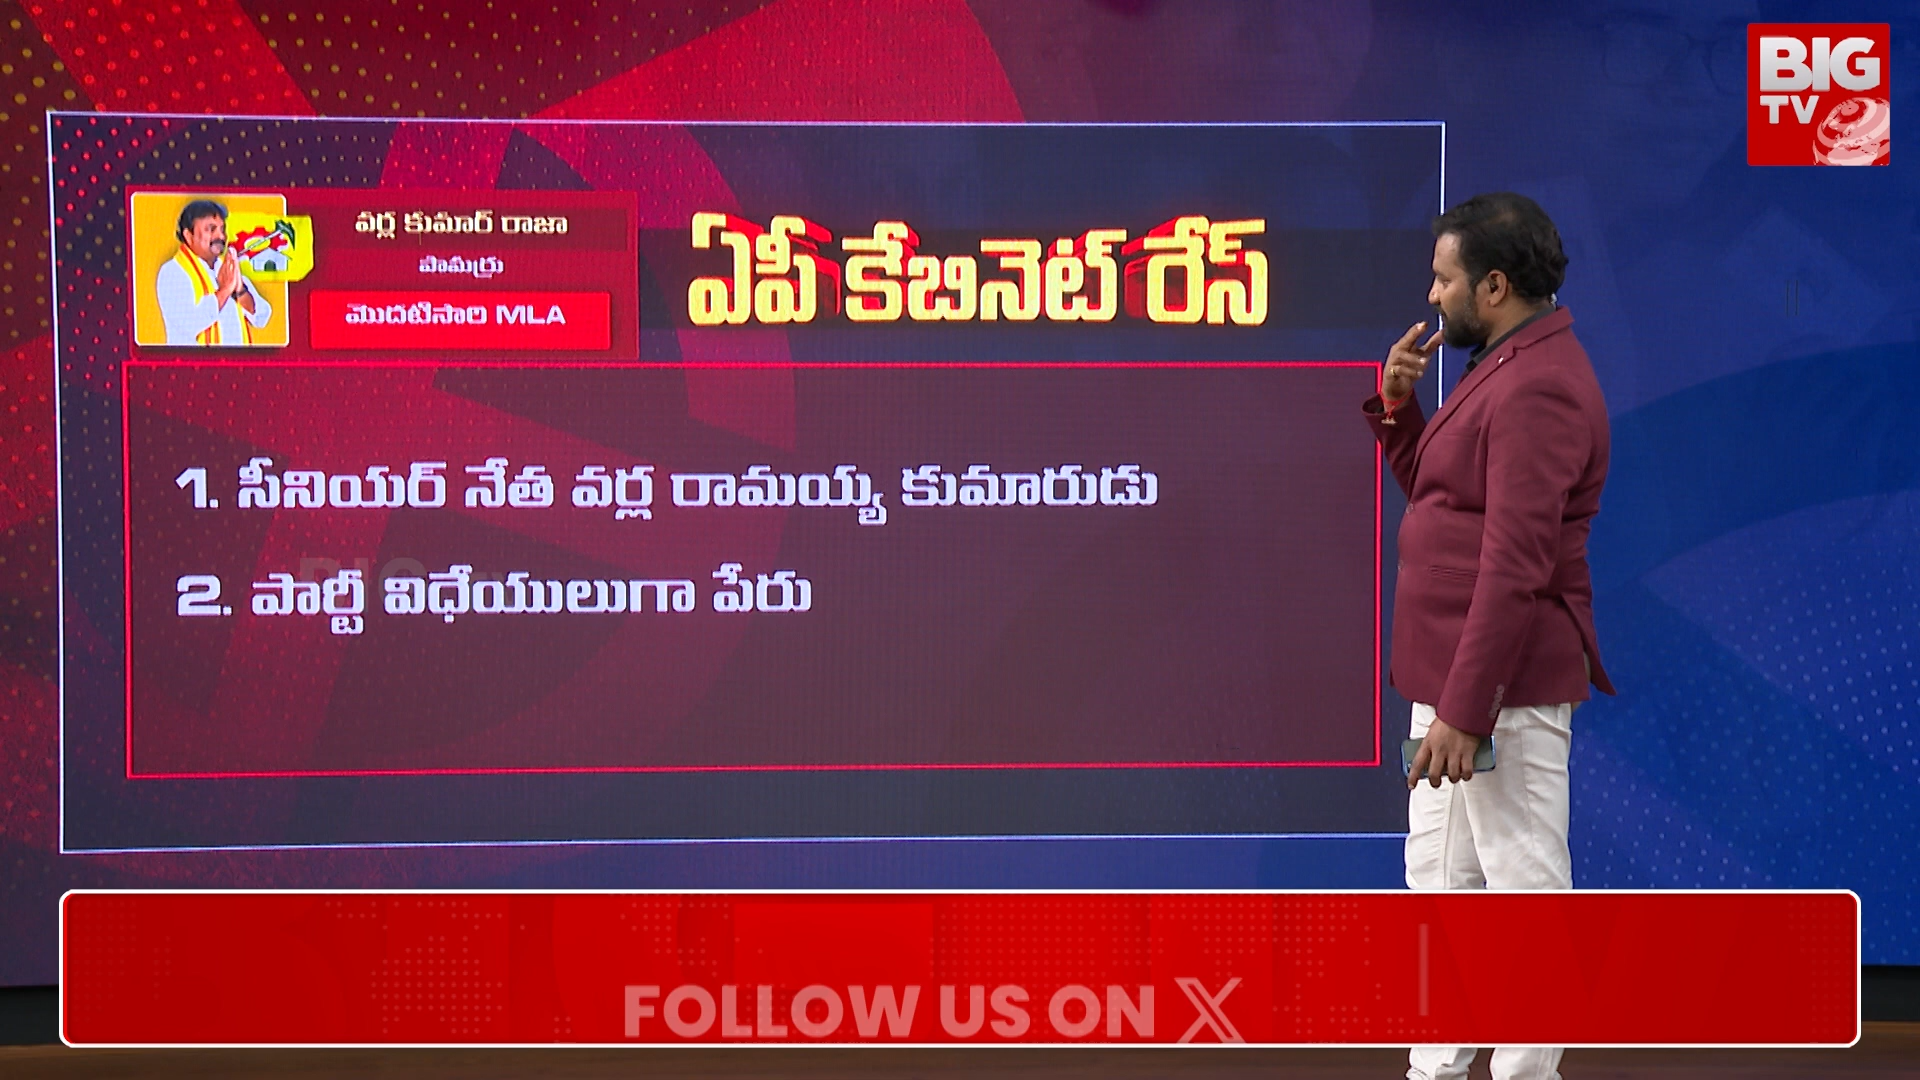 BIG
TV
వర్ల కుమార్ రాజా
పామర్రు
మొదటిసారి MLA
ఏపీ కేబినెట్ రేస్
1. సీనియర్ నేత వర్ల రామయ్య కుమారుడు
2. పార్టీ విధేయులుగా పేరు
FOLLOW US ON X